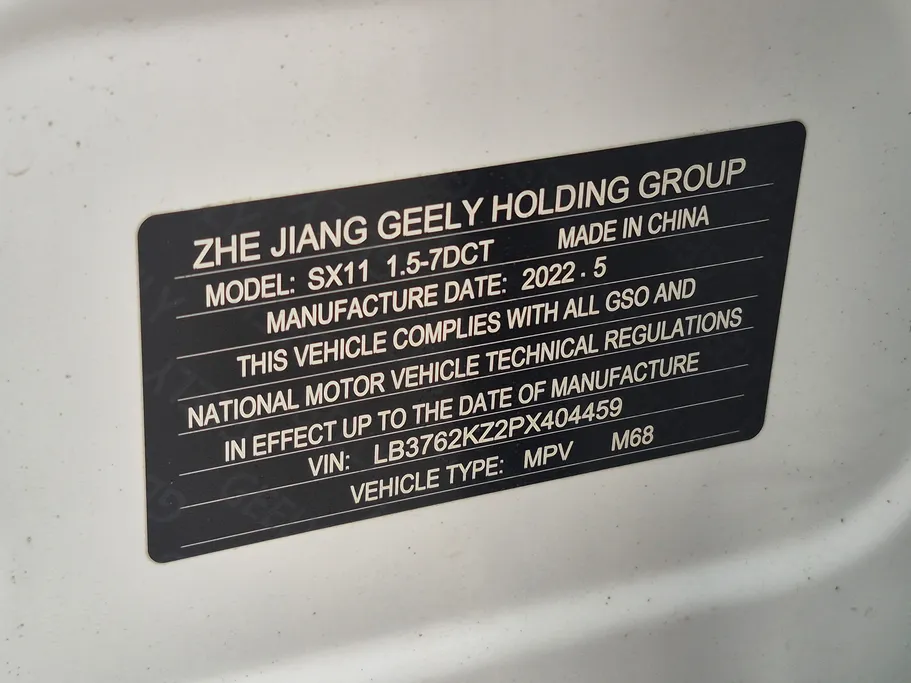 ZHE JIANG GEELY HOLDING GROUP
MODEL: SX11 1.5-7DCT MADE IN CHINA
MANUFACTURE DATE: 2022.5
THIS VEHICLE COMPLIES WITH ALL GSO AND
NATIONAL MOTOR VEHICLE TECHNICAL REGULATIONS
IN EFFECT UP TO THE DATE OF MANUFACTURE
VIN: LB3762KZ2PX404459
VEHICLE TYPE: MPV M68